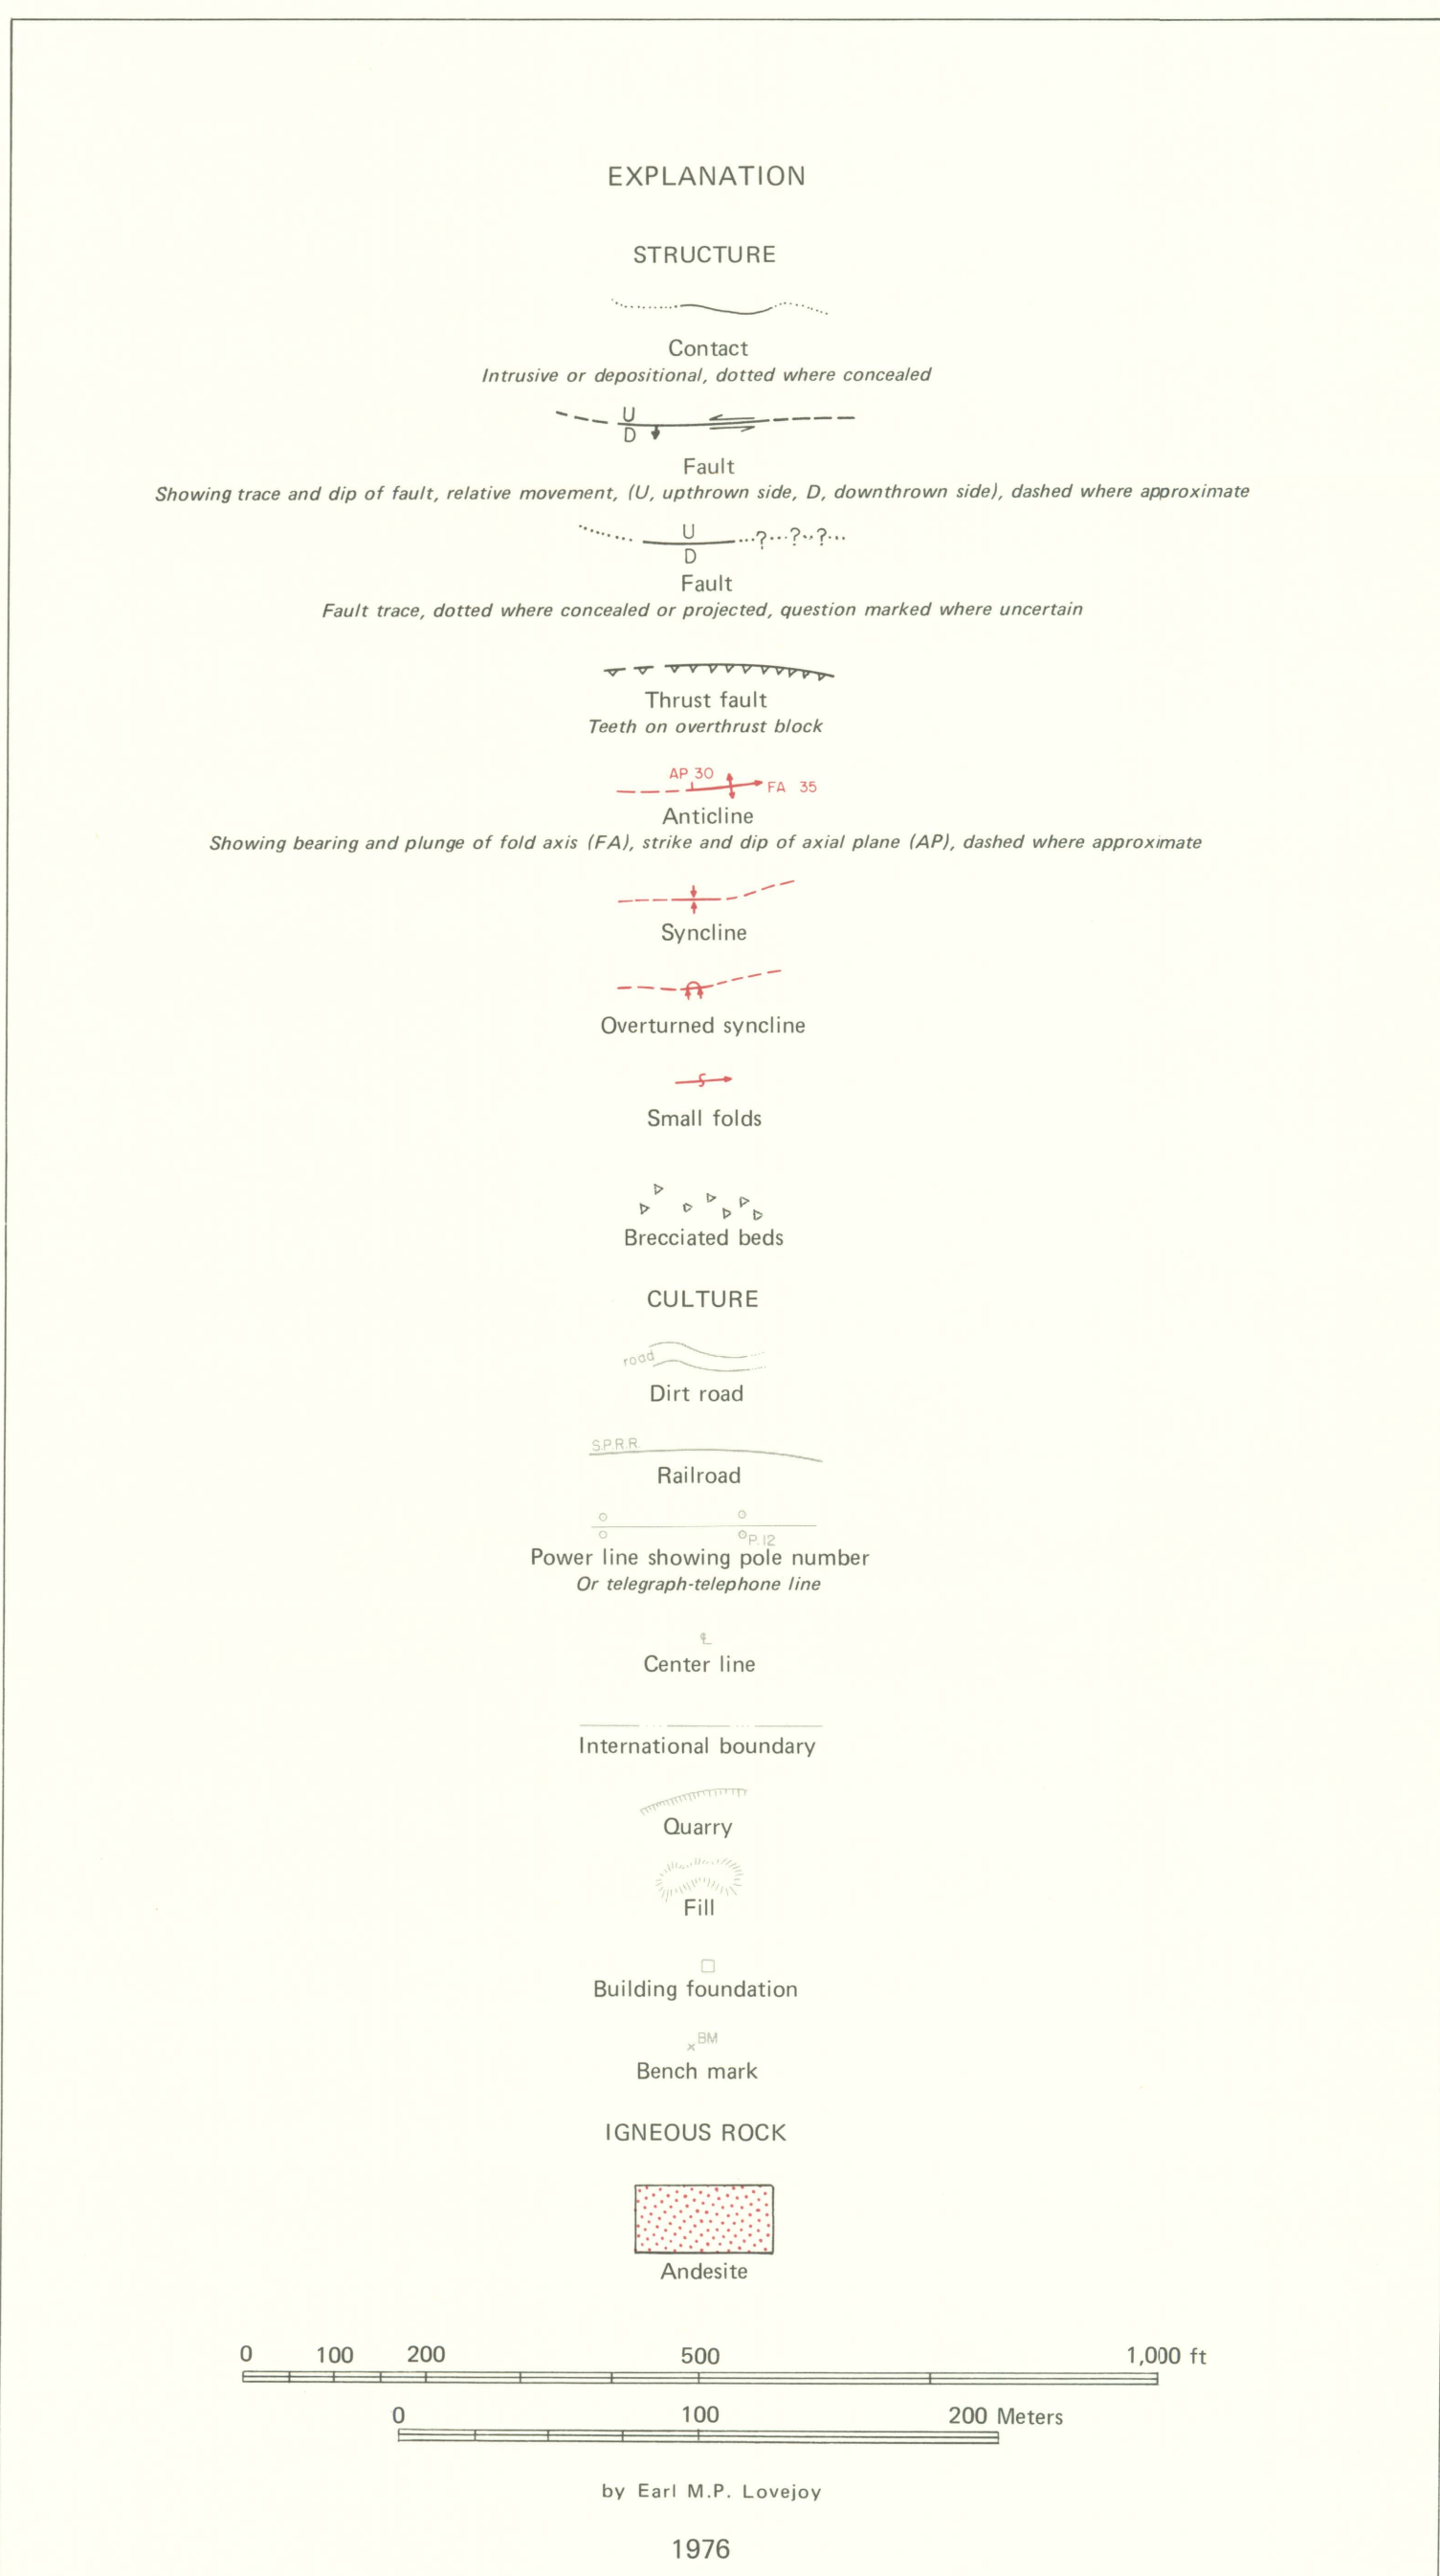 EXPLANATION
STRUCTURE
Contact
Intrusive or depositional, dotted where concealed
U
D
Fault
Showing trace and dip of fault, relative movement, (U, upthrown side, D, downthrown side), dashed where approximate
U
...?...?..?...
D
Fault
Fault trace, dotted where concealed or projected, question marked where uncertain
Thrust fault
Teeth on overthrust block
AP 30
FA 35
Anticline
Showing bearing and plunge of fold axis (FA), strike and dip of axial plane (AP), dashed where approximate
Syncline
Overturned syncline
Small folds
Brecciated beds
CULTURE
road
Dirt road
S.P.R.R.
Railroad
P.12
Power line showing pole number
Or telegraph-telephone line
℄
Center line
International boundary
Quarry
Fill
Building foundation
x BM
Bench mark
IGNEOUS ROCK
Andesite
0 100 200 500 1,000 ft
0 100 200 Meters
by Earl M.P. Lovejoy
1976